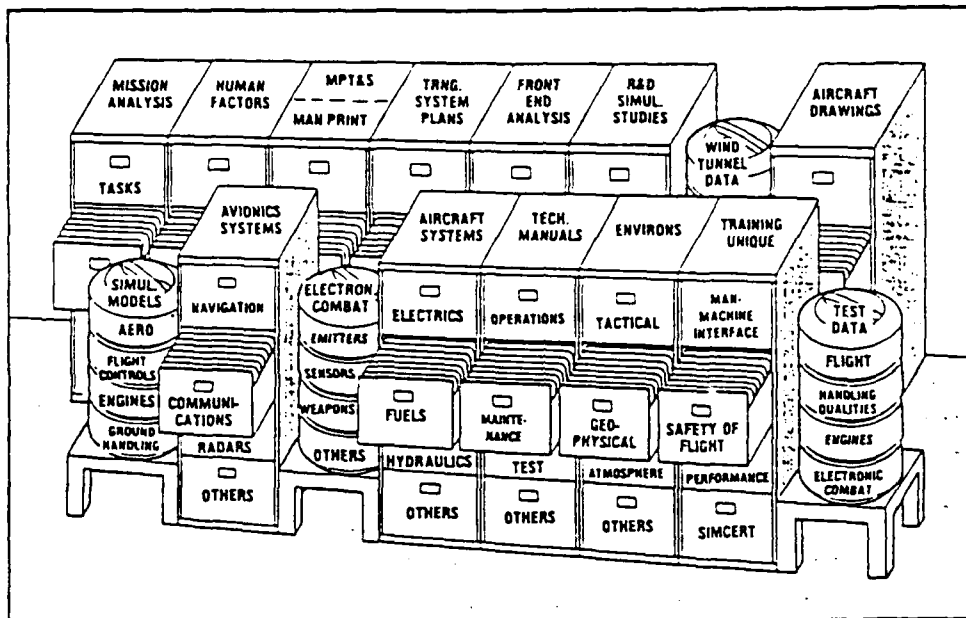 MISSION
ANALYSIS
HUMAN
FACTORS
MPT&S
MAN PRINT
TRNG.
SYSTEM
PLANS
FRONT
END
ANALYSIS
R&D
SIMUL.
STUDIES
WIND
TUNNEL
DATA
AIRCRAFT
DRAWINGS
TASKS
AVIONICS
SYSTEMS
NAVIGATION
COMMUNI-
CATIONS
RADARS
OTHERS
SIMUL.
MODELS
AERO
FLIGHT
CONTROLS
ENGINES
GROUND
HANDLING
ELECTRON.
COMBAT
EMITTERS
SENSORS
WEAPONS
OTHERS
AIRCRAFT
SYSTEMS
ELECTRICS
FUELS
HYDRAULICS
OTHERS
TECH.
MANUALS
OPERATIONS
MAINTE-
NANCE
TEST
OTHERS
ENVIRONS
TACTICAL
GEO-
PHYSICAL
ATMOSPHERE
OTHERS
TRAINING
UNIQUE
MAN-
MACHINE
INTERFACE
SAFETY OF
FLIGHT
PERFORMANCE
SIMCERT
TEST
DATA
FLIGHT
HANDLING
QUALITIES
ENGINES
ELECTRONIC
COMBAT